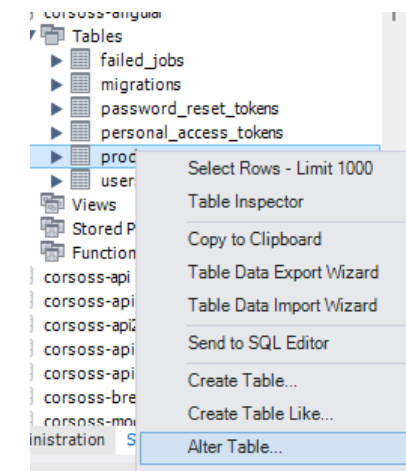 corsoss-angular
Tables
failed_jobs
migrations
password_reset_tokens
personal_access_tokens
prod
user
Views
Stored P
Function
corsoss-api
corsoss-api
corsoss-api2
corsoss-api
corsoss-api
corsoss-bre
corsoss-mo
inistration S
Select Rows - Limit 1000
Table Inspector
Copy to Clipboard
Table Data Export Wizard
Table Data Import Wizard
Send to SQL Editor
Create Table...
Create Table Like...
Alter Table...